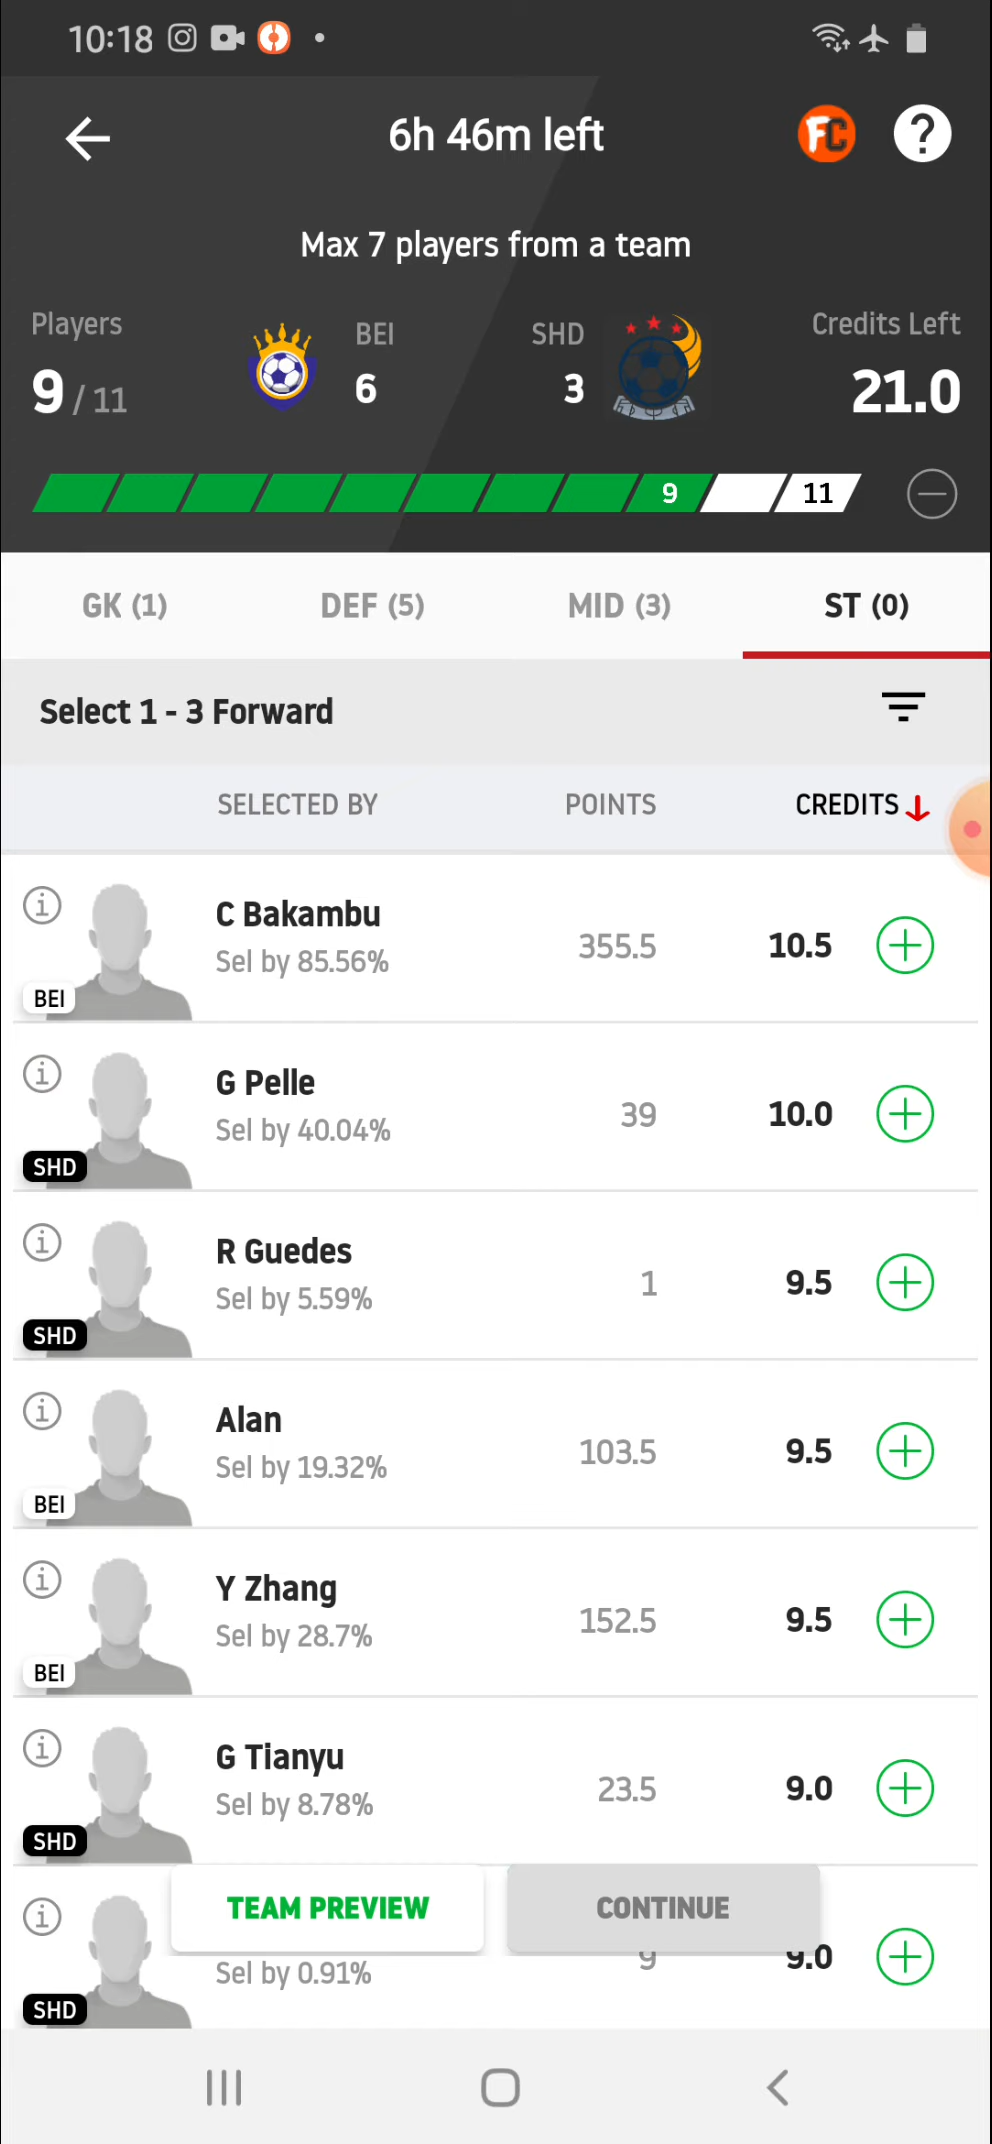 10:18
6h 46m left
FC
?
Max 7 players from a team
Players
BEI
SHD
Credits Left
9 / 11
6
3
21.0
9
11
GK (1)
DEF (5)
MID (3)
ST (0)
Select 1 - 3 Forward
SELECTED BY
POINTS
CREDITS
C Bakambu
Sel by 85.56%
355.5
10.5
BEI
G Pelle
Sel by 40.04%
39
10.0
SHD
R Guedes
Sel by 5.59%
1
9.5
SHD
Alan
Sel by 19.32%
103.5
9.5
BEI
Y Zhang
Sel by 28.7%
152.5
9.5
BEI
G Tianyu
Sel by 8.78%
23.5
9.0
SHD
TEAM PREVIEW
CONTINUE
Sel by 0.91%
9
9.0
SHD